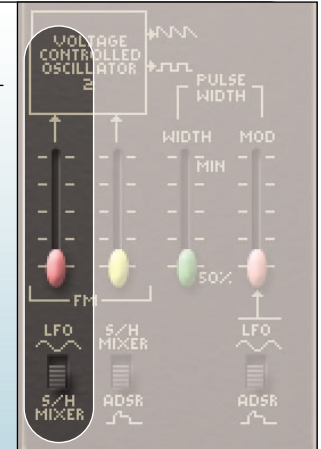 VOLTAGE
CONTROLLED
OSCILLATOR
2
PULSE
WIDTH
WIDTH MOD
MIN
50%
FM
LFO S/H MIXER LFO
S/H MIXER ADSR ADSR